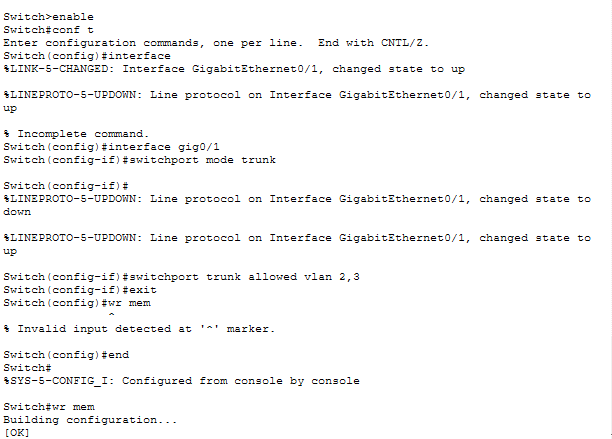 Switch>enable
Switch#conf t
Enter configuration commands, one per line.  End with CNTL/Z.
Switch(config)#interface
%LINK-5-CHANGED: Interface GigabitEthernet0/1, changed state to up
%LINEPROTO-5-UPDOWN: Line protocol on Interface GigabitEthernet0/1, changed state to
up
% Incomplete command.
Switch(config)#interface gig0/1
Switch(config-if)#switchport mode trunk
Switch(config-if)#
%LINEPROTO-5-UPDOWN: Line protocol on Interface GigabitEthernet0/1, changed state to
down
%LINEPROTO-5-UPDOWN: Line protocol on Interface GigabitEthernet0/1, changed state to
up
Switch(config-if)#switchport trunk allowed vlan 2,3
Switch(config-if)#exit
Switch(config)#wr mem
^
% Invalid input detected at '^' marker.
Switch(config)#end
Switch#
%SYS-5-CONFIG_I: Configured from console by console
Switch#wr mem
Building configuration...
[OK]